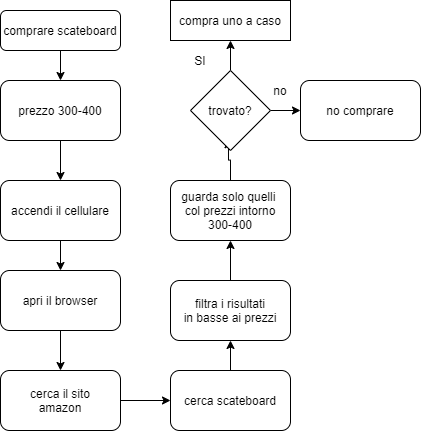 comprare scateboard
prezzo 300-400
accendi il cellulare
apri il browser
cerca il sito
amazon
cerca scateboard
filtra i risultati
in basse ai prezzi
guarda solo quelli
col prezzi intorno
300-400
trovato?
SI
compra uno a caso
no
no comprare